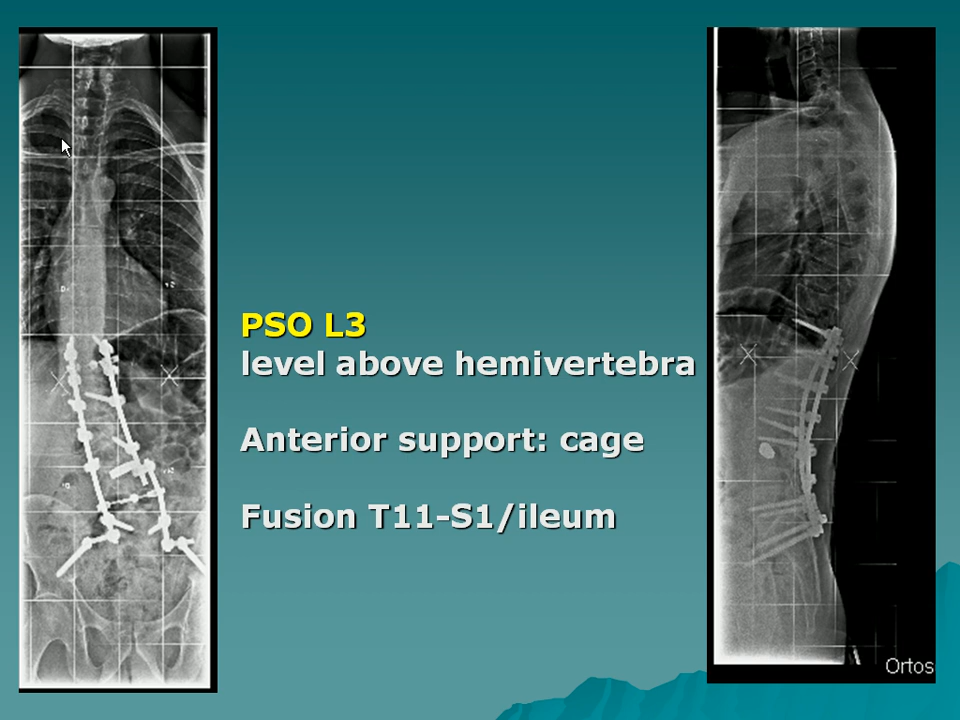 PSO L3
level above hemivertebra
Anterior support: cage
Fusion T11-S1/ileum
Ortos